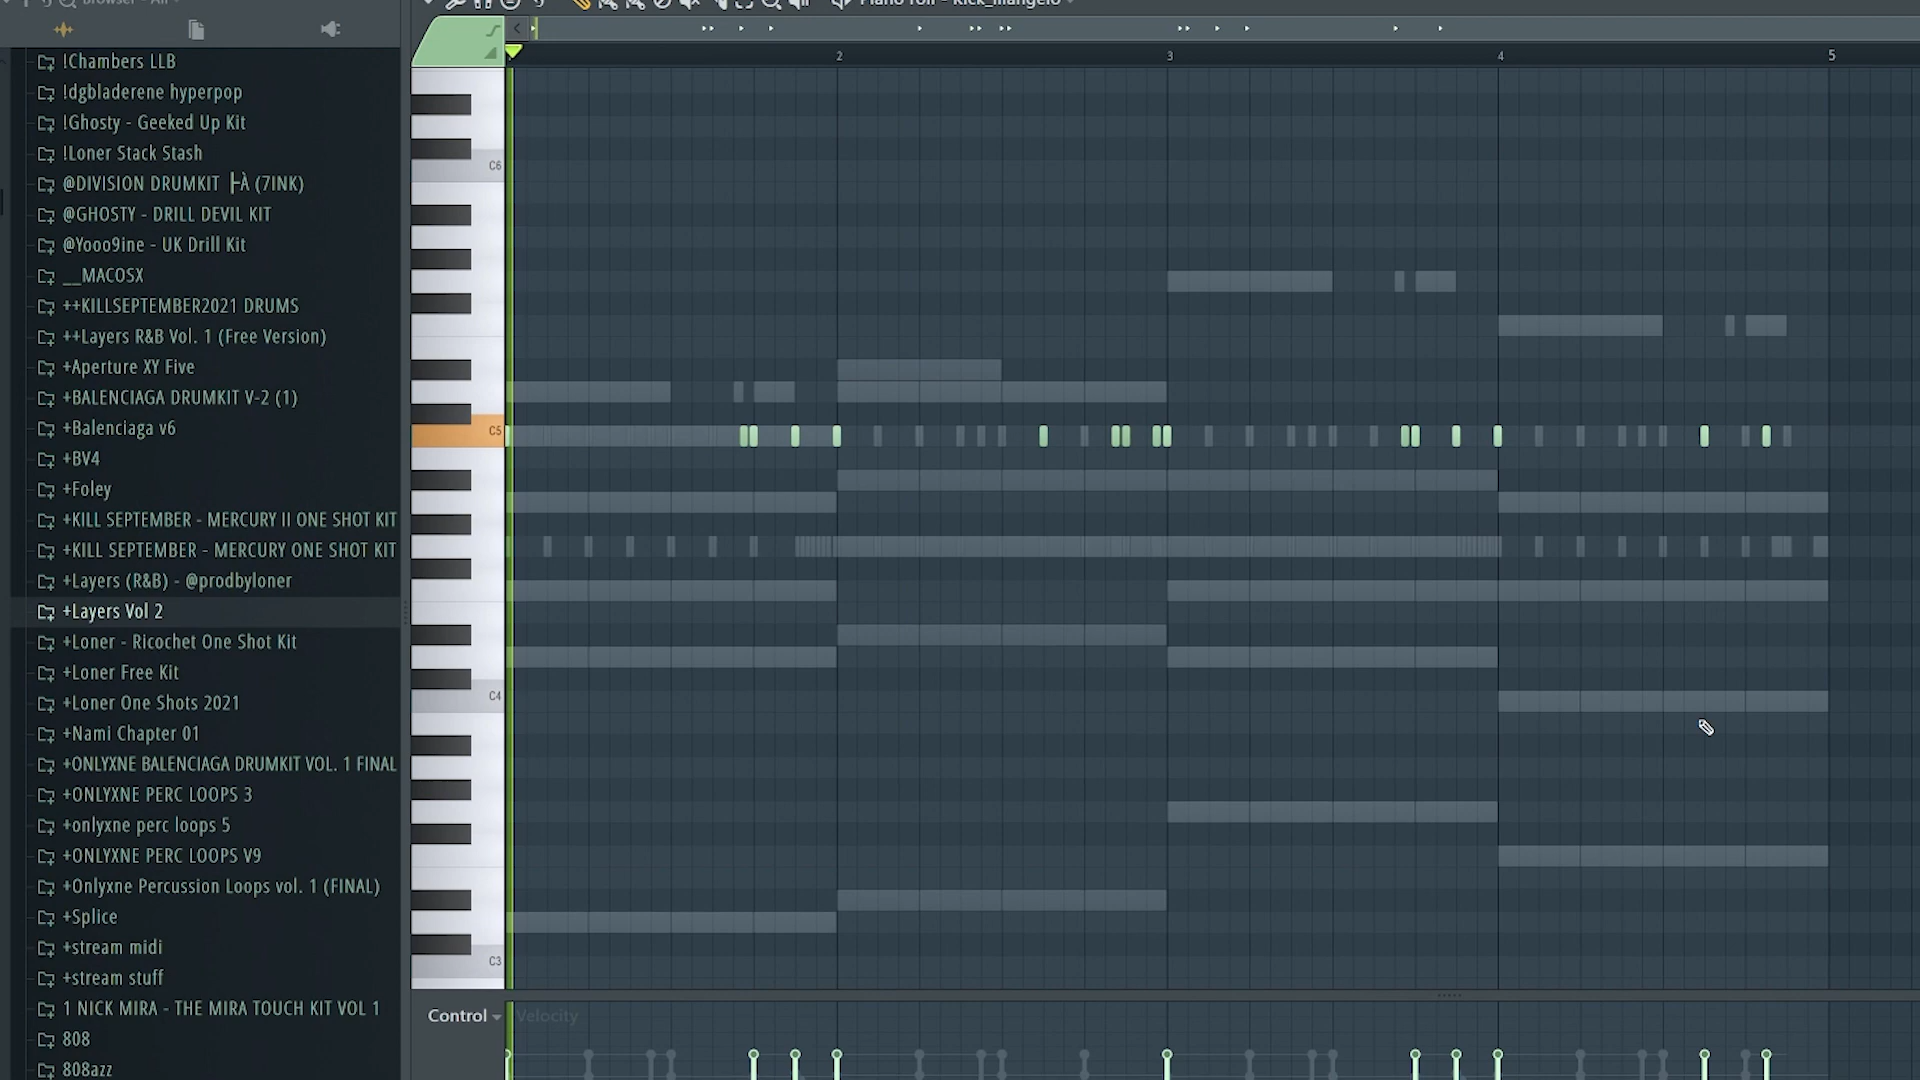 Browser - All
Piano roll - Kick_mangelo
!Chambers LLB
!dgbladerene hyperpop
!Ghosty - Geeked Up Kit
!Loner Stack Stash
@DIVISION DRUMKIT ├À (7INK)
@GHOSTY - DRILL DEVIL KIT
@Yooo9ine - UK Drill Kit
__MACOSX
++KILLSEPTEMBER2021 DRUMS
++Layers R&B Vol. 1 (Free Version)
+Aperture XY Five
+BALENCIAGA DRUMKIT V-2 (1)
+Balenciaga v6
+BV4
+Foley
+KILL SEPTEMBER - MERCURY II ONE SHOT KIT
+KILL SEPTEMBER - MERCURY ONE SHOT KIT
+Layers (R&B) - @prodbyloner
+Layers Vol 2
+Loner - Ricochet One Shot Kit
+Loner Free Kit
+Loner One Shots 2021
+Nami Chapter 01
+ONLYXNE BALENCIAGA DRUMKIT VOL. 1 FINAL
+ONLYXNE PERC LOOPS 3
+onlyxne perc loops 5
+ONLYXNE PERC LOOPS V9
+Onlyxne Percussion Loops vol. 1 (FINAL)
+Splice
+stream midi
+stream stuff
1 NICK MIRA - THE MIRA TOUCH KIT VOL 1
808
808azz
2
3
4
5
C6
C5
C4
C3
Control
Velocity